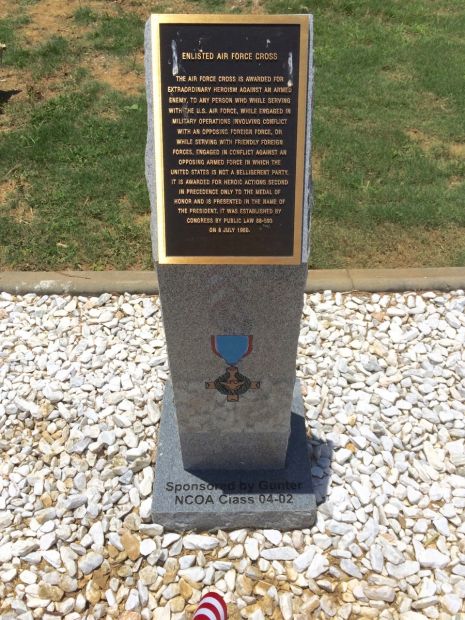 ENLISTED AIR FORCE CROSS
THE AIR FORCE CROSS IS AWARDED FOR
EXTRAORDINARY HEROISM AGAINST AN ARMED
ENEMY, TO ANY PERSON WHO WHILE SERVING
WITH THE U.S. AIR FORCE, WHILE ENGAGED IN
MILITARY OPERATIONS INVOLVING CONFLICT
WITH AN OPPOSING FOREIGN FORCE, OR
WHILE SERVING WITH FRIENDLY FOREIGN
FORCES, ENGAGED IN CONFLICT AGAINST AN
OPPOSING ARMED FORCE IN WHICH THE
UNITED STATES IS NOT A BELLIGERENT PARTY.
IT IS AWARDED FOR HEROIC ACTIONS SECOND
IN PRECEDENCE ONLY TO THE MEDAL OF
HONOR AND IS PRESENTED IN THE NAME OF
THE PRESIDENT. IT WAS ESTABLISHED BY
CONGRESS BY PUBLIC LAW 88-593
ON 6 JULY 1960.
Sponsored by Gunter
NCOA Class 04-02